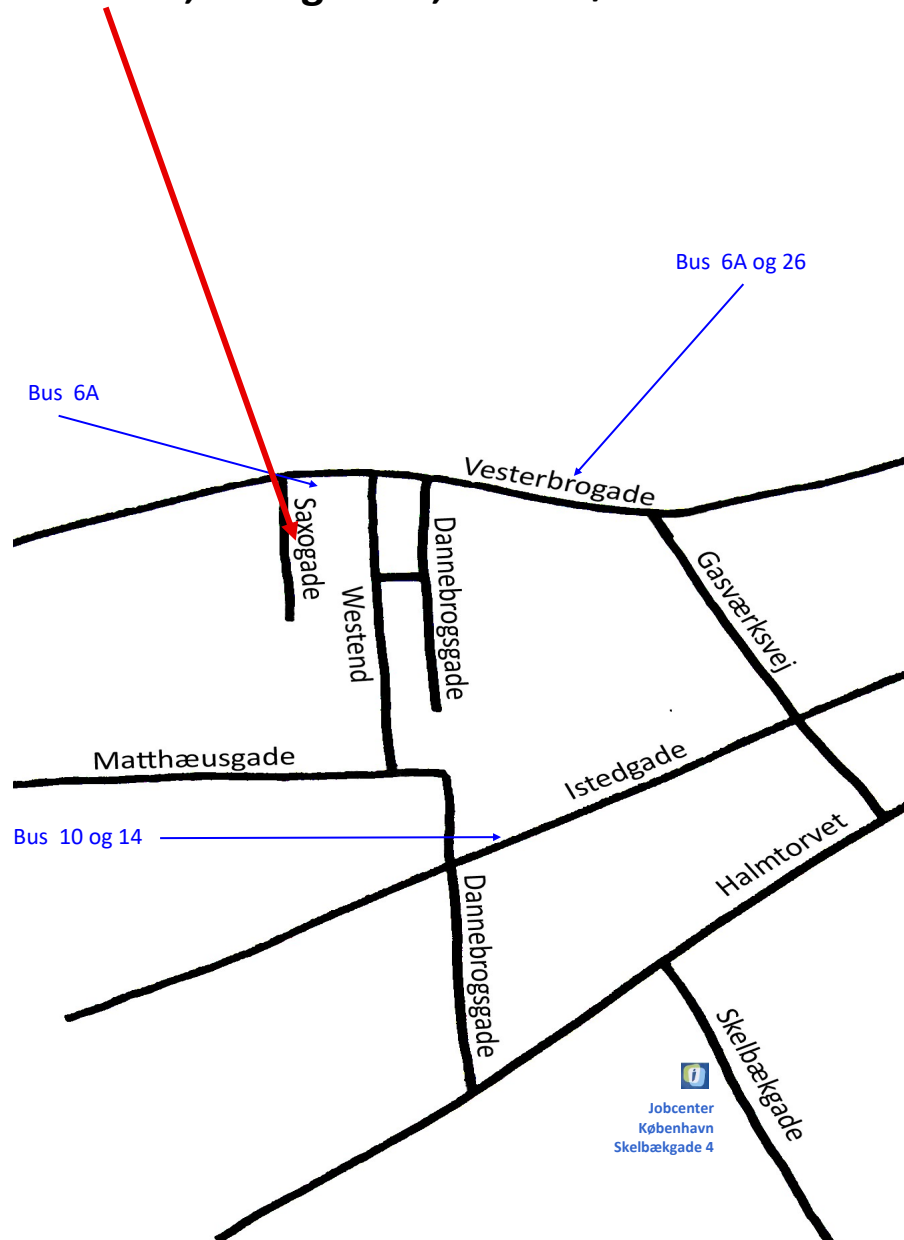 Bus 6A og 26
Bus 6A
Vesterbrogade
Saxogade
Dannebrogsgade
Westend
Gasværksvej
Matthæusgade
Istedgade
Bus 10 og 14
Halmtorvet
Dannebrogsgade
Skelbækgade
Jobcenter
København
Skelbækgade 4